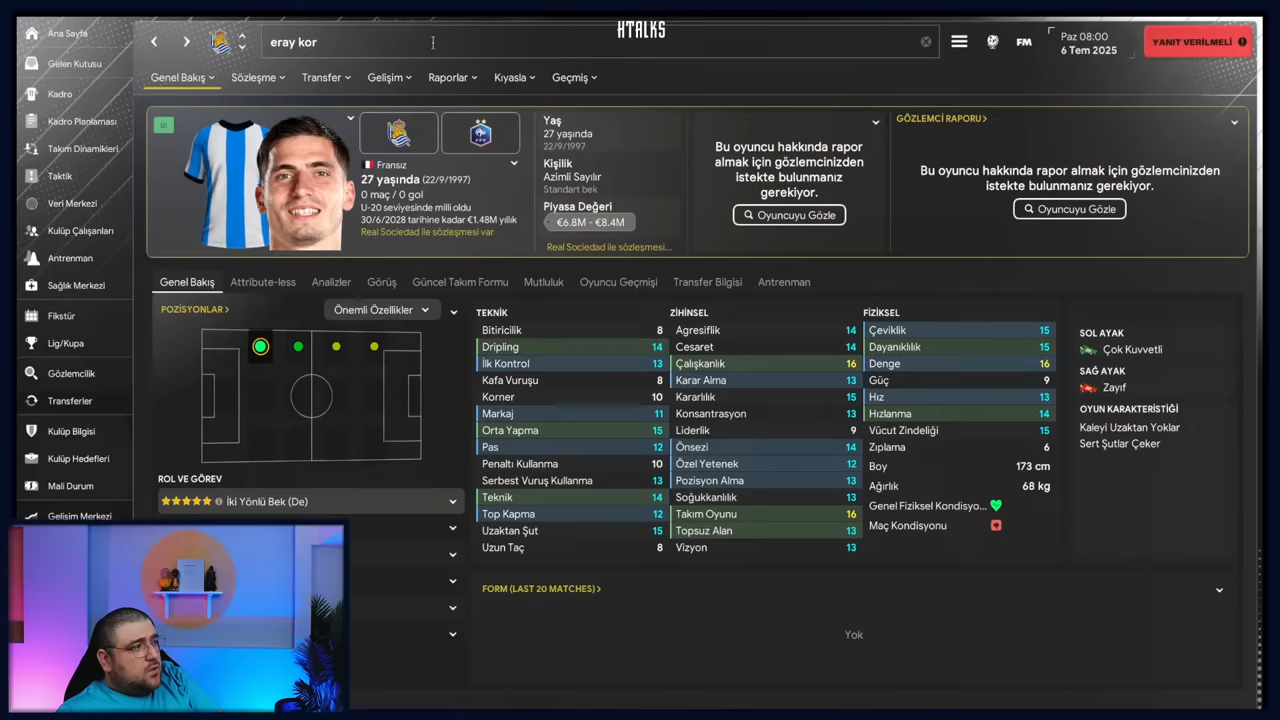 HTALKS
Ana Sayfa
Gelen Kutusu
Kadro
Kadro Planlaması
Takım Dinamikleri
Taktik
Veri Merkezi
Kulüp Çalışanları
Antrenman
Sağlık Merkezi
Fikstür
Lig/Kupa
Gözlemcilik
Transferler
Kulüp Bilgisi
Kulüp Hedefleri
Mali Durum
Gelişim Merkezi
eray kor
FM
Paz 08:00
6 Tem 2025
YANIT VERİLMELİ
Genel Bakış
Sözleşme
Transfer
Gelişim
Raporlar
Kıyasla
Geçmiş
Fransız
27 yaşında (22/9/1997)
0 maç / 0 gol
U-20 seviyesinde milli oldu
30/6/2028 tarihine kadar €1.48M yıllık
Real Sociedad ile sözleşmesi var
Yaş
27 yaşında
22/9/1997
Kişilik
Azimli Sayılır
Standart bek
Piyasa Değeri
€6.8M - €8.4M
Real Sociedad ile sözleşmesi...
Bu oyuncu hakkında rapor
almak için gözlemcinizden
istekte bulunmanız
gerekiyor.
Oyuncuyu Gözle
GÖZLEMCİ RAPORU>
Bu oyuncu hakkında rapor almak için gözlemcinizden
istekte bulunmanız gerekiyor.
Oyuncuyu Gözle
Genel Bakış
Attribute-less
Analizler
Görüş
Güncel Takım Formu
Mutluluk
Oyuncu Geçmişi
Transfer Bilgisi
Antrenman
POZİSYONLAR>
Önemli Özellikler
ROL VE GÖREV
İki Yönlü Bek (De)
TEKNİK
Bitiricilik 8
Dripling 14
İlk Kontrol 13
Kafa Vuruşu 8
Korner 10
Markaj 11
Orta Yapma 15
Pas 12
Penaltı Kullanma 10
Serbest Vuruş Kullanma 13
Teknik 14
Top Kapma 12
Uzaktan Şut 15
Uzun Taç 8
ZİHİNSEL
Agresiflik 14
Cesaret 14
Çalışkanlık 16
Karar Alma 13
Kararlılık 15
Konsantrasyon 13
Liderlik 9
Önsezi 14
Özel Yetenek 12
Pozisyon Alma 13
Soğukkanlılık 13
Takım Oyunu 16
Topsuz Alan 13
Vizyon 13
FİZİKSEL
Çeviklik 15
Dayanıklılık 15
Denge 16
Güç 9
Hız 13
Hızlanma 14
Vücut Zindeliği 15
Zıplama 6
Boy 173 cm
Ağırlık 68 kg
Genel Fiziksel Kondisyo...
Maç Kondisyonu
SOL AYAK
Çok Kuvvetli
SAĞ AYAK
Zayıf
OYUN KARAKTERİSTİĞİ
Kaleyi Uzaktan Yoklar
Sert Şutlar Çeker
FORM (LAST 20 MATCHES)>
Yok